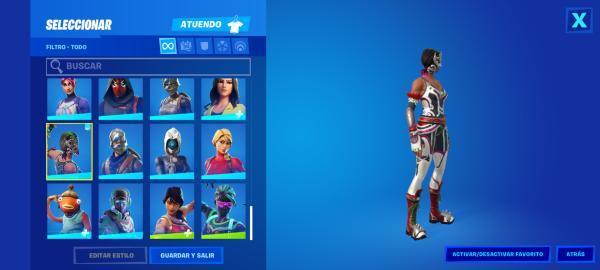 SELECCIONAR
ATUENDO
FILTRO - TODO
BUSCAR
EDITAR ESTILO
GUARDAR Y SALIR
ACTIVAR/DESACTIVAR FAVORITO
ATRÁS
X